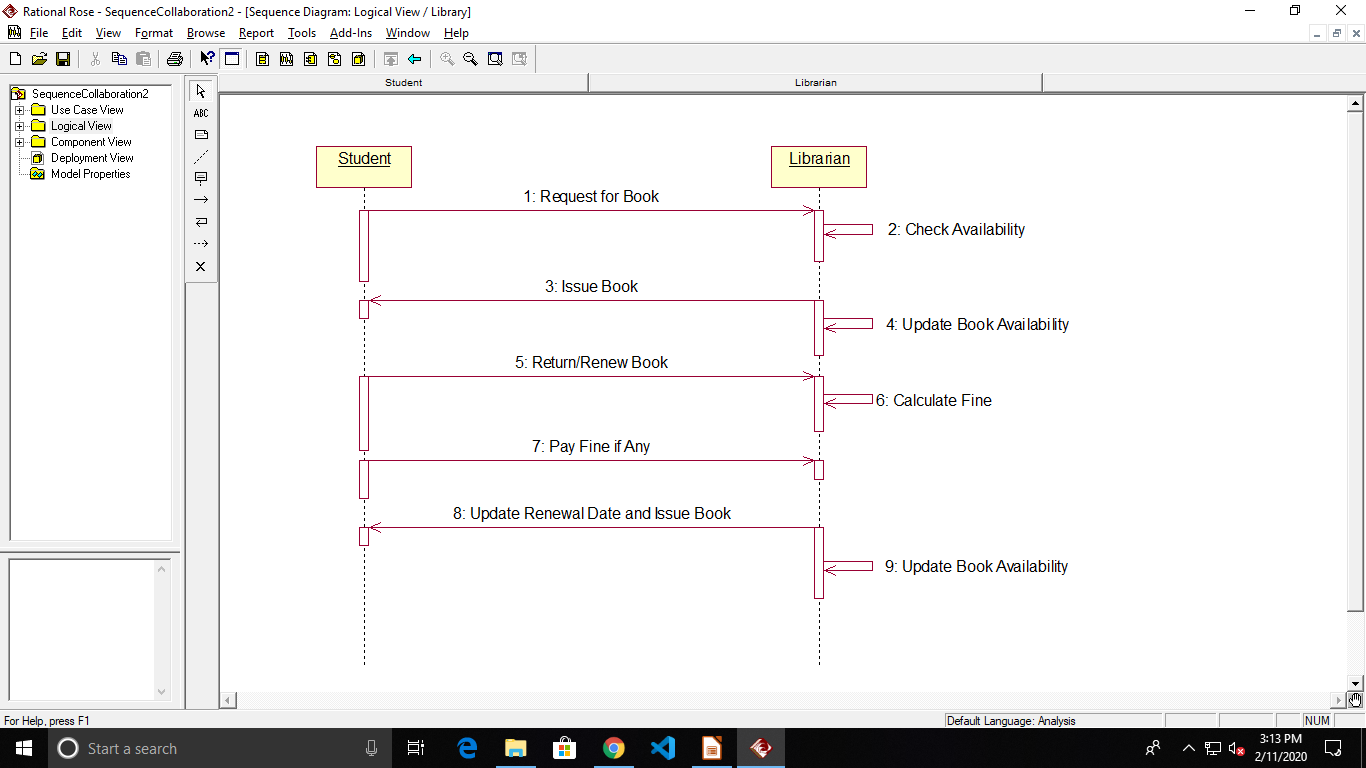 Rational Rose - SequenceCollaboration2 - [Sequence Diagram: Logical View / Library]
File Edit View Format Browse Report Tools Add-Ins Window Help
ABC
SequenceCollaboration2
Use Case View
Logical View
Component View
Deployment View
Model Properties
Student Librarian
Student Librarian
1: Request for Book
2: Check Availability
3: Issue Book
4: Update Book Availability
5: Return/Renew Book
6: Calculate Fine
7: Pay Fine if Any
8: Update Renewal Date and Issue Book
9: Update Book Availability
For Help, press F1
Default Language: Analysis
NUM
Start a search
3:13 PM
2/11/2020